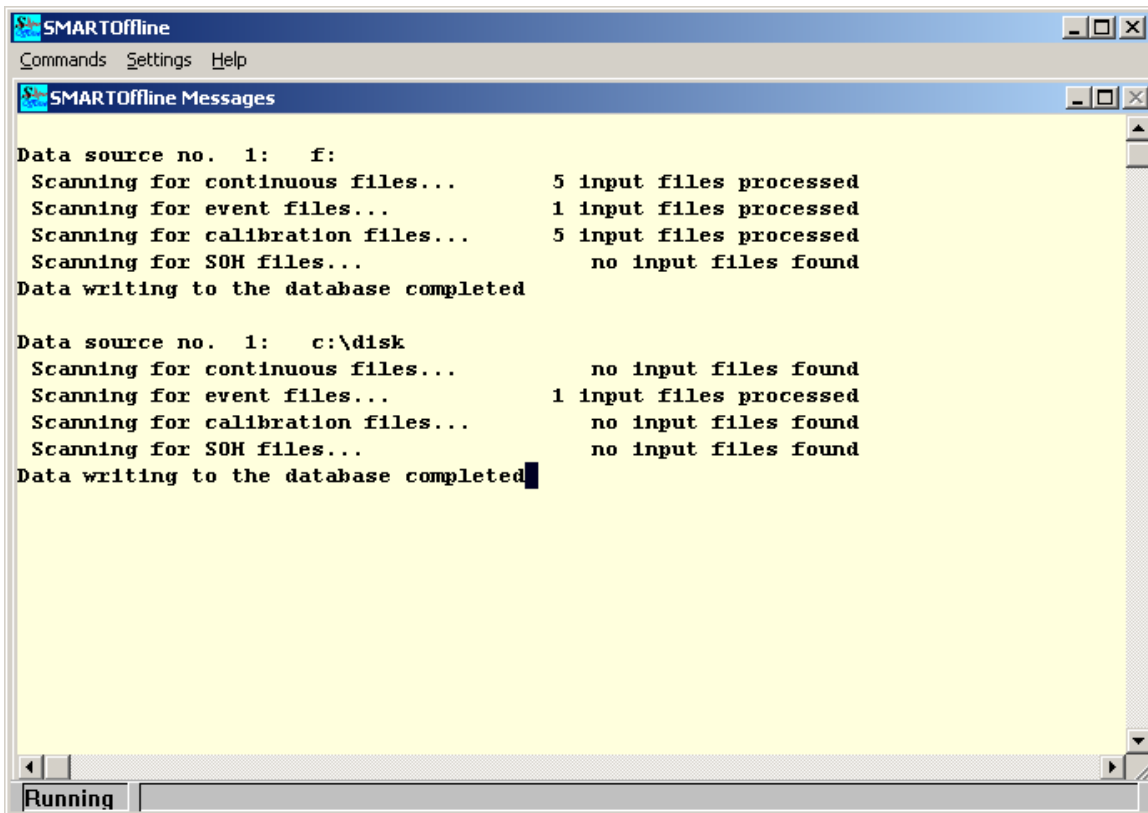 SMARTOffline
Commands Settings Help
SMARTOffline Messages
Data source no. 1: f:
Scanning for continuous files... 5 input files processed
Scanning for event files... 1 input files processed
Scanning for calibration files... 5 input files processed
Scanning for SOH files... no input files found
Data writing to the database completed
Data source no. 1: c:\disk
Scanning for continuous files... no input files found
Scanning for event files... 1 input files processed
Scanning for calibration files... no input files found
Scanning for SOH files... no input files found
Data writing to the database completed
Running